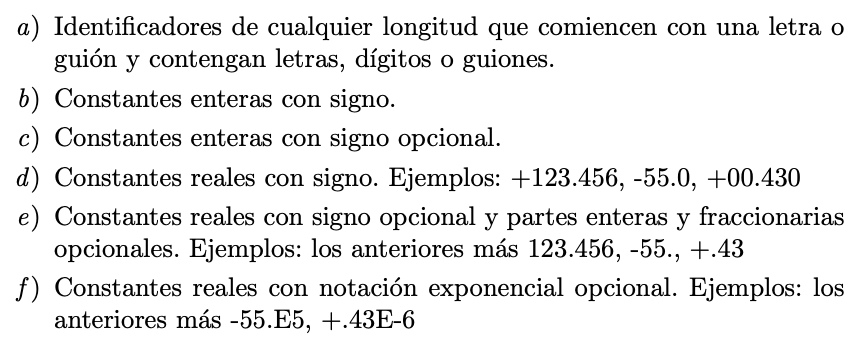 a) Identificadores de cualquier longitud que comiencen con una letra o
guión y contengan letras, dígitos o guiones.
b) Constantes enteras con signo.
c) Constantes enteras con signo opcional.
d) Constantes reales con signo. Ejemplos: +123.456, -55.0, +00.430
e) Constantes reales con signo opcional y partes enteras y fraccionarias
opcionales. Ejemplos: los anteriores más 123.456, -55., +.43
f) Constantes reales con notación exponencial opcional. Ejemplos: los
anteriores más -55.E5, +.43E-6